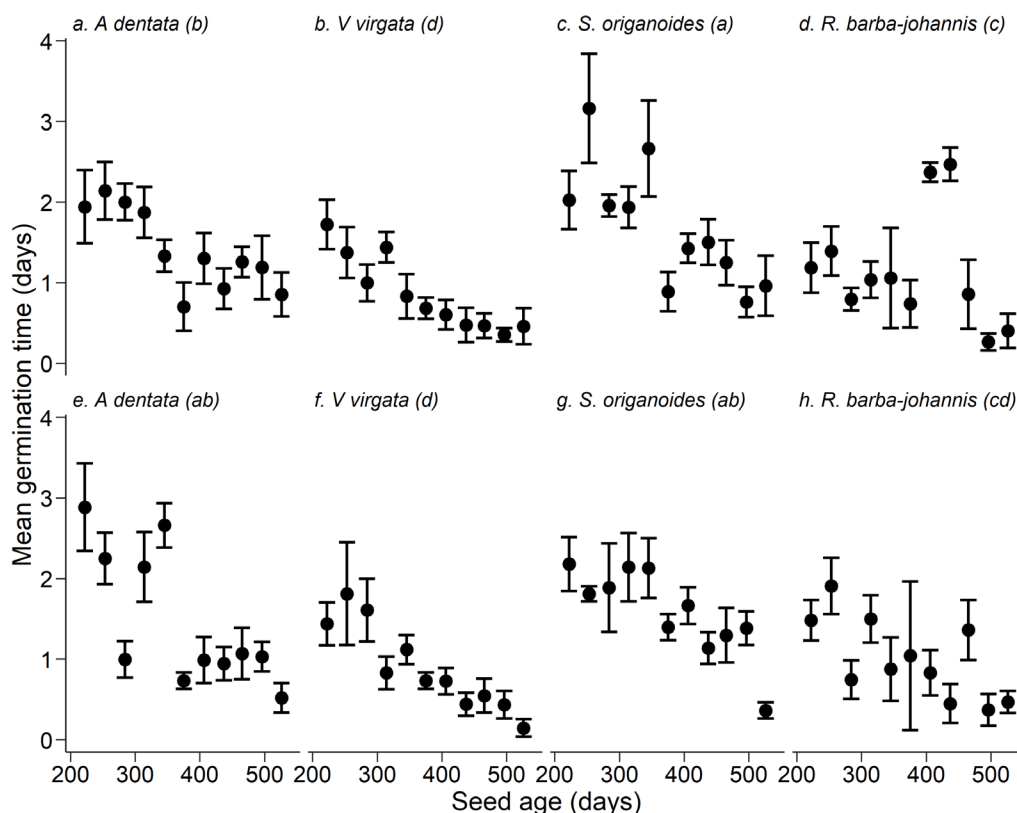 a. A dentata (b)
b. V virgata (d)
c. S. origanoides (a)
d. R. barba-johannis (c)
4
3
2
1
0
Mean germination time (days)
e. A dentata (ab)
f. V virgata (d)
g. S. origanoides (ab)
h. R. barba-johannis (cd)
4
3
2
1
0
200 300 400 500 200 300 400 500 200 300 400 500 200 300 400 500
Seed age (days)